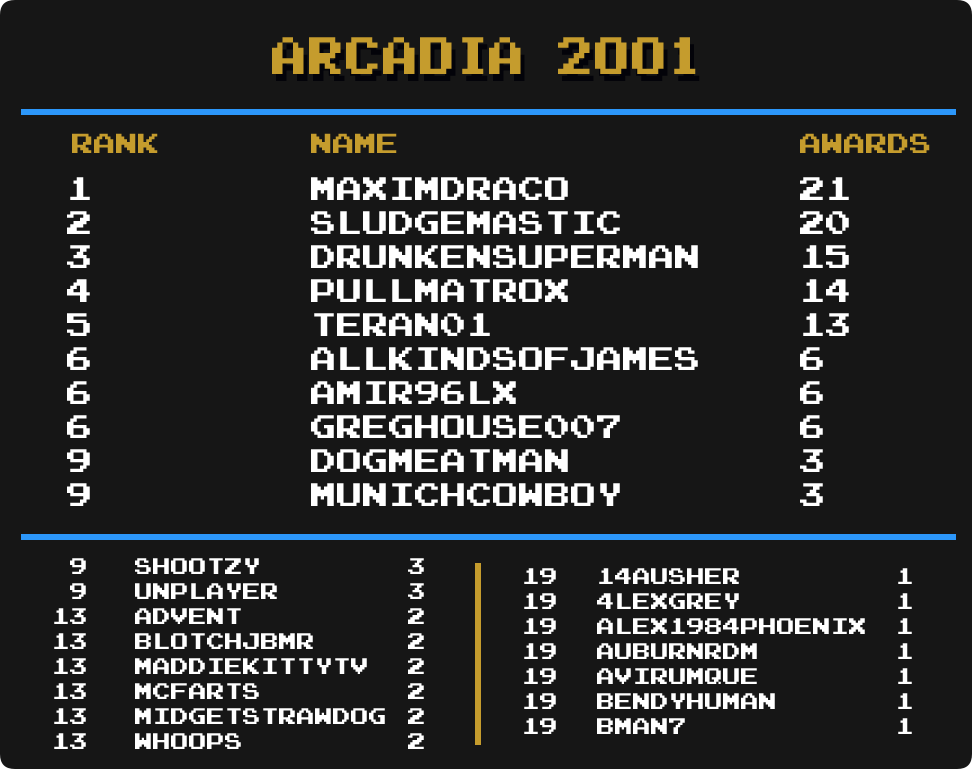 ARCADIA 2001
RANK NAME AWARDS
1 MAXIMDRACO 21
2 SLUDGEMASTIC 20
3 DRUNKENSUPERMAN 15
4 PULLMATROX 14
5 TERAN01 13
6 ALLKINDSOFJAMES 6
6 AMIR96LX 6
6 GREGHOUSE007 6
9 DOGMEATMAN 3
9 MUNICHCOWBOY 3
9 SHOOTZY 3
9 UNPLAYER 3
13 ADVENT 2
13 BLOTCHJBMR 2
13 MADDIEKITTYTV 2
13 MCFARTS 2
13 MIDGETSTRAWDOG 2
13 WHOOPS 2
19 14AUSHER 1
19 4LEXGREY 1
19 ALEX1984PHOENIX 1
19 AUBURNRDM 1
19 AVIRUMQUE 1
19 BENDYHUMAN 1
19 BMAN7 1